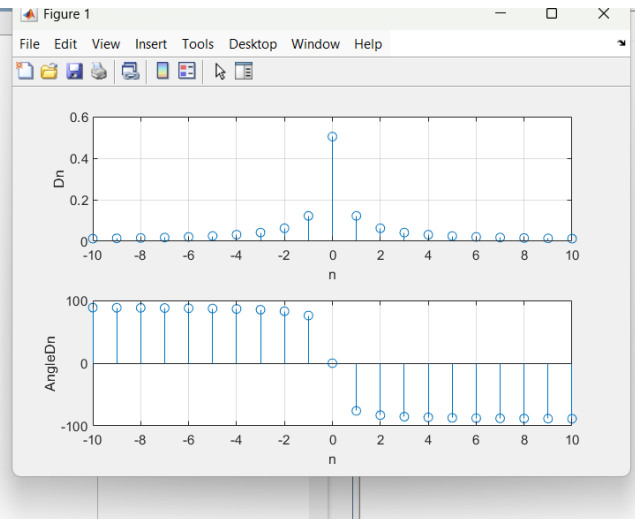 Figure 1
File Edit View Insert Tools Desktop Window Help
0.6
0.4
Dn
0.2
0
-10 -8 -6 -4 -2 0 2 4 6 8 10
n
100
AngleDn
0
-100
-10 -8 -6 -4 -2 0 2 4 6 8 10
n